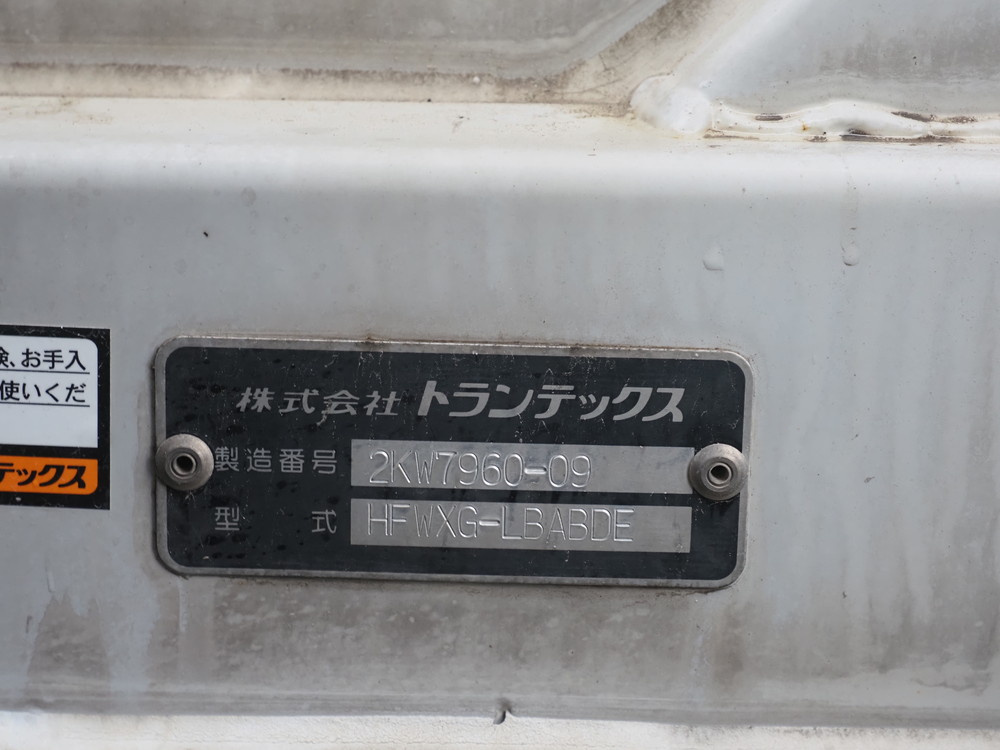 株式会社 トランテックス
製造番号 2KW7960-09
型 式 HFWXG-LBABDE
、お手入
使いくだ
テックス